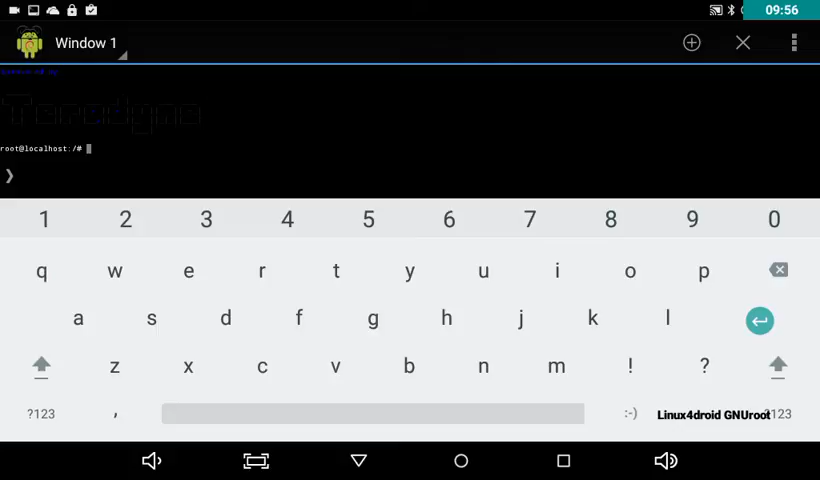 09:56
Window 1
root@localhost:/#
❯
1 2 3 4 5 6 7 8 9 0
q w e r t y u i o p
a s d f g h j k l
z x c v b n m ! ?
?123 , :-) Linux4droid GNUroot 123